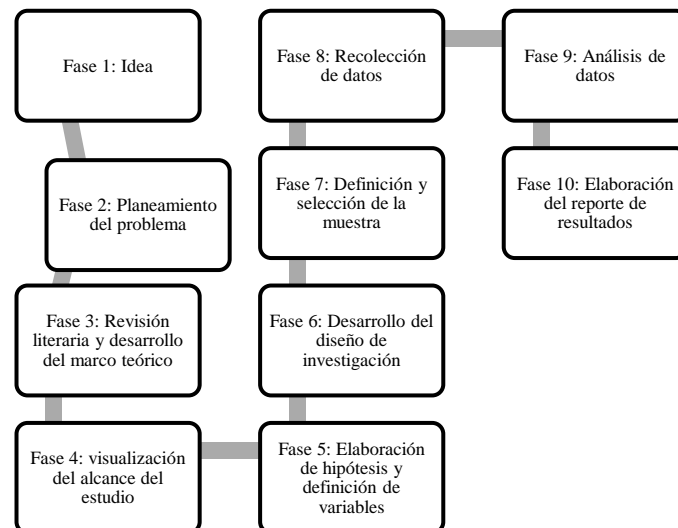 Fase 1: Idea
Fase 2: Planeamiento
del problema
Fase 3: Revisión
literaria y desarrollo
del marco teórico
Fase 4: visualización
del alcance del
estudio
Fase 5: Elaboración
de hipótesis y
definición de
variables
Fase 6: Desarrollo del
diseño de
investigación
Fase 7: Definición y
selección de la
muestra
Fase 8: Recolección
de datos
Fase 9: Análisis de
datos
Fase 10: Elaboración
del reporte de
resultados